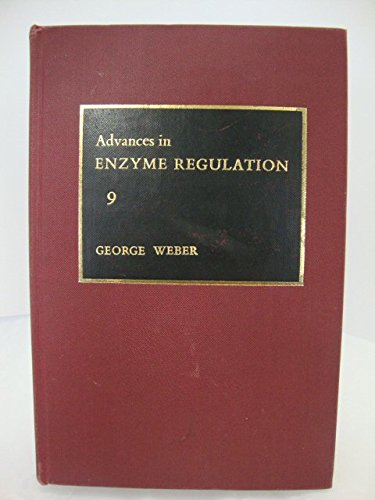 Advances in
ENZYME REGULATION
9
GEORGE WEBER